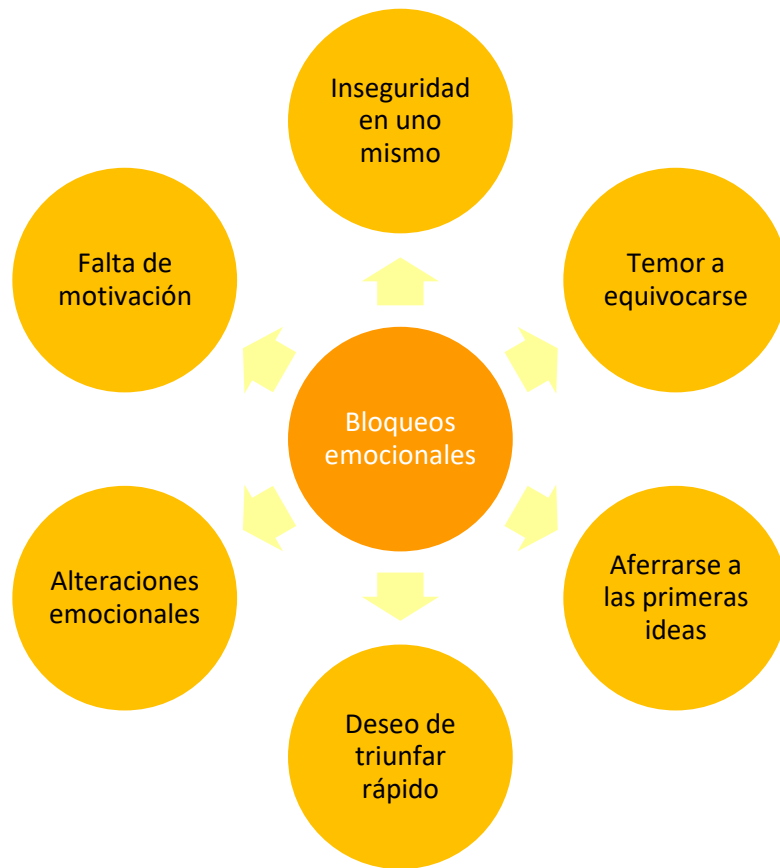 Inseguridad
en uno
mismo
Falta de
motivación
Temor a
equivocarse
Bloqueos
emocionales
Alteraciones
emocionales
Aferrarse a
las primeras
ideas
Deseo de
triunfar
rápido